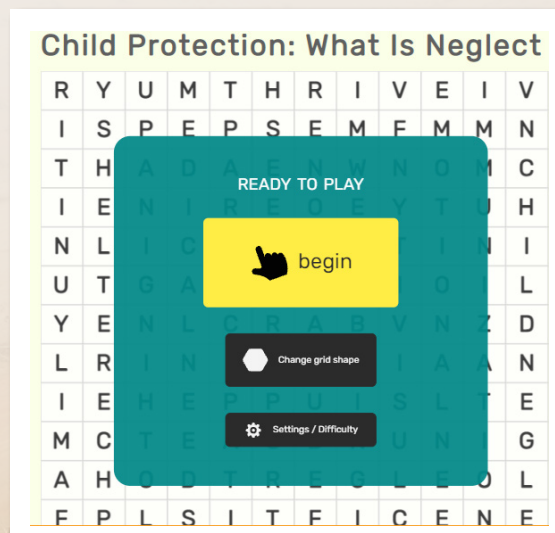 Child Protection: What Is Neglect
R Y U M T H R I V E I V
I S P E P S E M F M M N
T H A D A E N W N O M C
READY TO PLAY
I E N I R E O E Y T U H
N L I C T I N I
begin
U T G A I O I L
Y E N L C R A B V N Z D
L R I N I A A N
Change grid shape
I E H E P P U I S L T E
M C T E U N I G
Settings / Difficulty
A H O D T R E G L E O L
P L S I T I C N